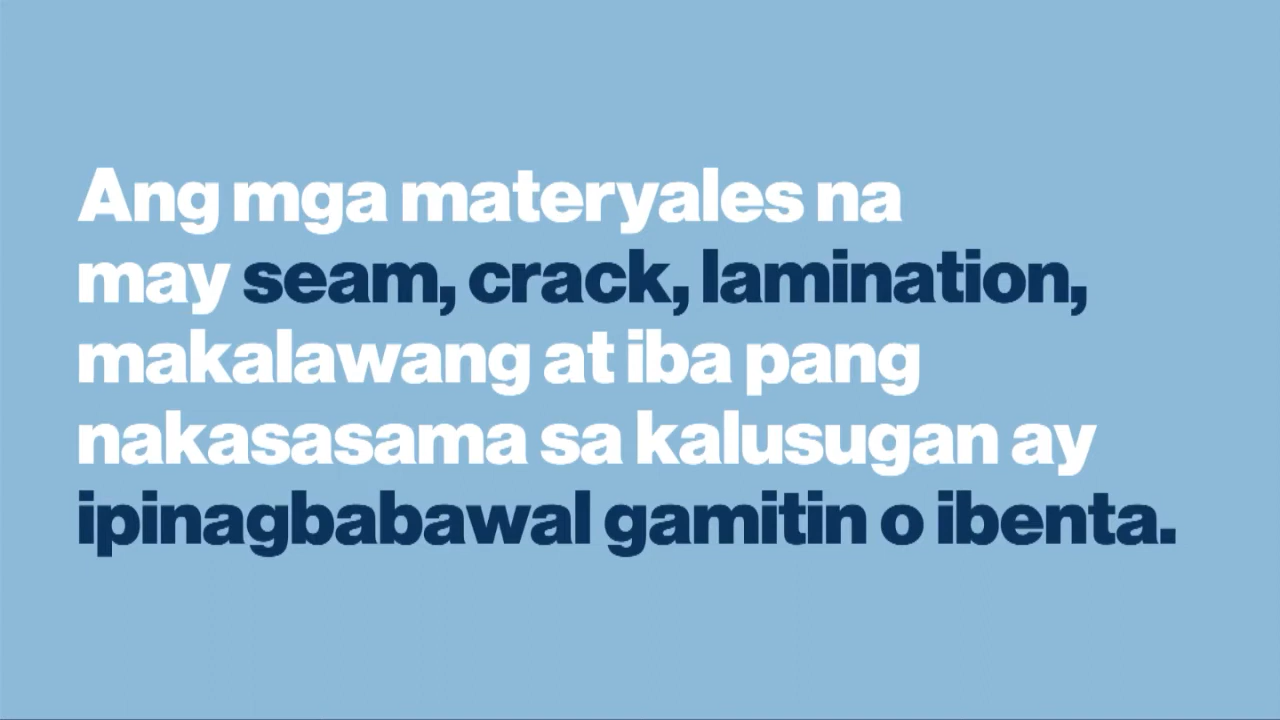 Ang mga materyales na
may seam, crack, lamination,
makalawang at iba pang
nakasasama sa kalusugan ay
ipinagbabawal gamitin o ibenta.